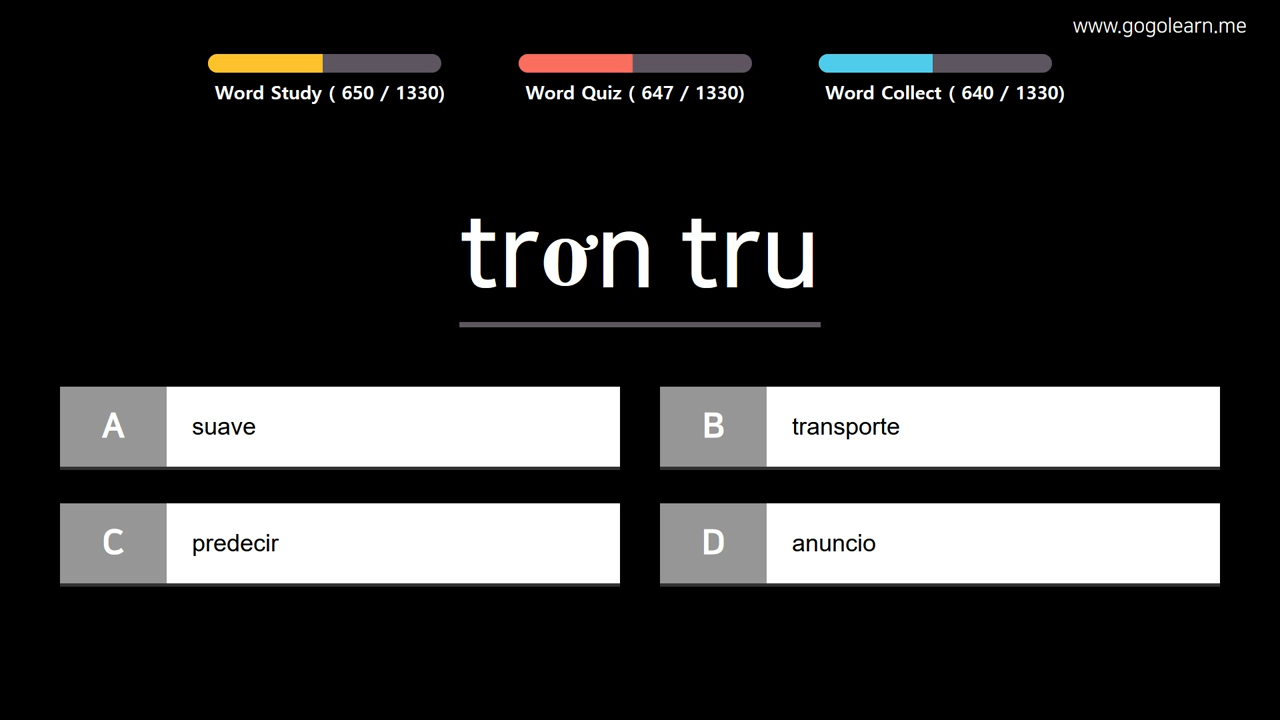 www.gogolearn.me
Word Study ( 650 / 1330)
Word Quiz ( 647 / 1330)
Word Collect ( 640 / 1330)
trơn tru
A suave
B transporte
C predecir
D anuncio